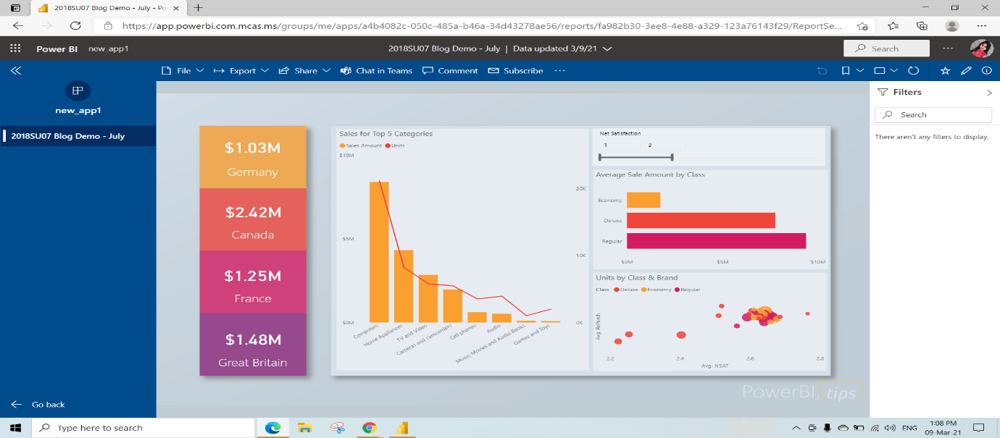 2018SU07 Blog Demo - July - Po
https://app.powerbi.com.mcas.ms/groups/me/apps/a4b4082c-050c-485a-b46a-34d43278ae56/reports/fa982b30-3ee8-4e88-a329-123a76143f29/ReportSe...
Power BI new_app1
2018SU07 Blog Demo - July | Data updated 3/9/21
Search
File Export Share Chat in Teams Comment Subscribe
new_app1
2018SU07 Blog Demo - July
Go back
$1.03M
Germany
$2.42M
Canada
$1.25M
France
$1.48M
Great Britain
Sales for Top 5 Categories
Sales Amount Units
$10M
$5M
$0M
20K
10K
0K
Computers
Home Appliances
TV and Video
Cameras and camcorders
Cell phones
Audio
Music, Movies and Audio Books
Games and Toys
Net Satisfaction
1 3
Average Sale Amount by Class
Economy
Deluxe
Regular
$0M $5M $10M
Units by Class & Brand
Class Deluxe Economy Regular
Avg. RePurch
2.2 2.4 2.6 2.8
Avg. NSAT
PowerBI.tips
Filters
Search
There aren't any filters to display.
Type here to search
ENG
1:08 PM
09-Mar-21